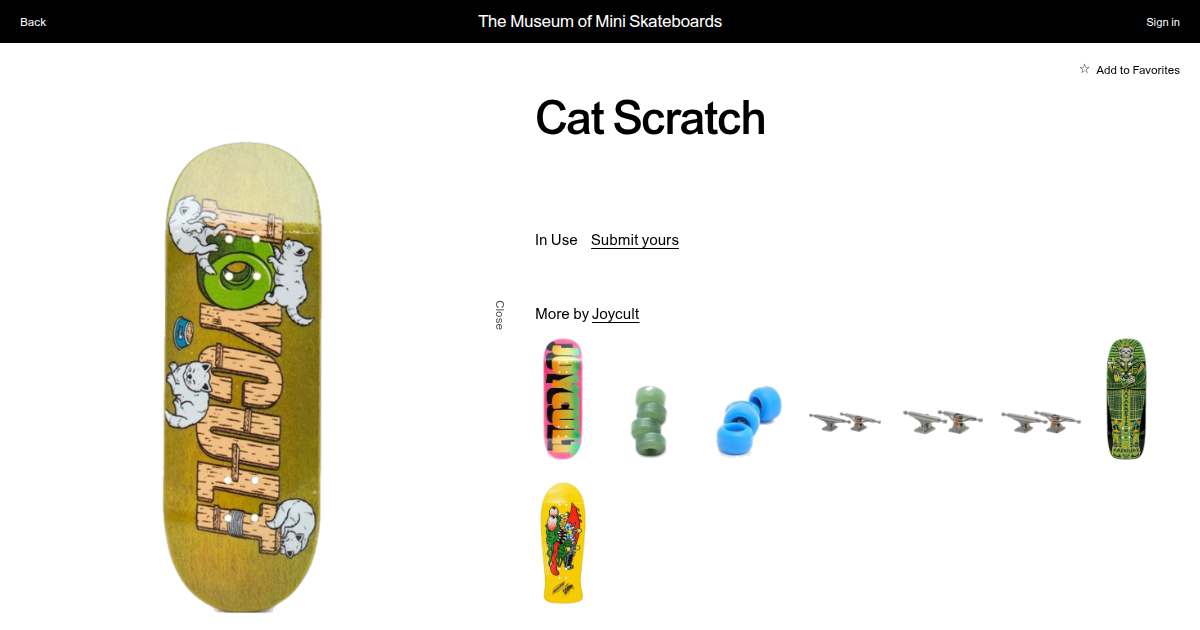 Back
The Museum of Mini Skateboards
Sign in
☆ Add to Favorites
Cat Scratch
In Use Submit yours
Close
More by Joycult
JOYCULT
JOYCULT